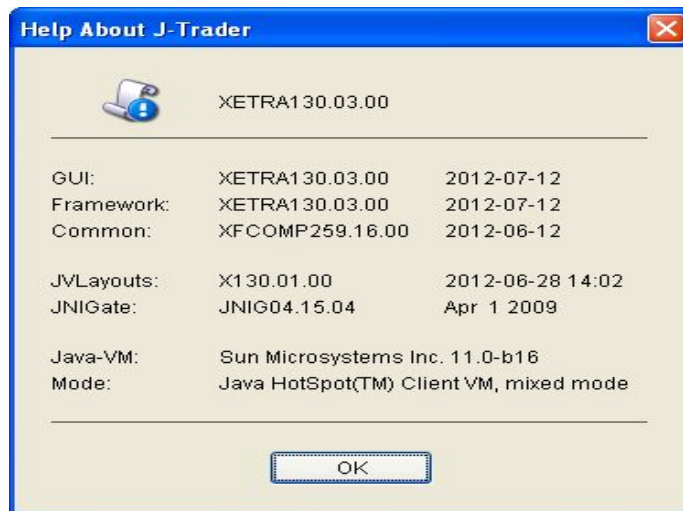 Help About J-Trader
XETRA130.03.00
GUI: XETRA130.03.00 2012-07-12
Framework: XETRA130.03.00 2012-07-12
Common: XFCOMP259.16.00 2012-06-12
JVLayouts: X130.01.00 2012-06-28 14:02
JNIGate: JNIG04.15.04 Apr 1 2009
Java-VM: Sun Microsystems Inc. 11.0-b16
Mode: Java HotSpot(TM) Client VM, mixed mode
OK